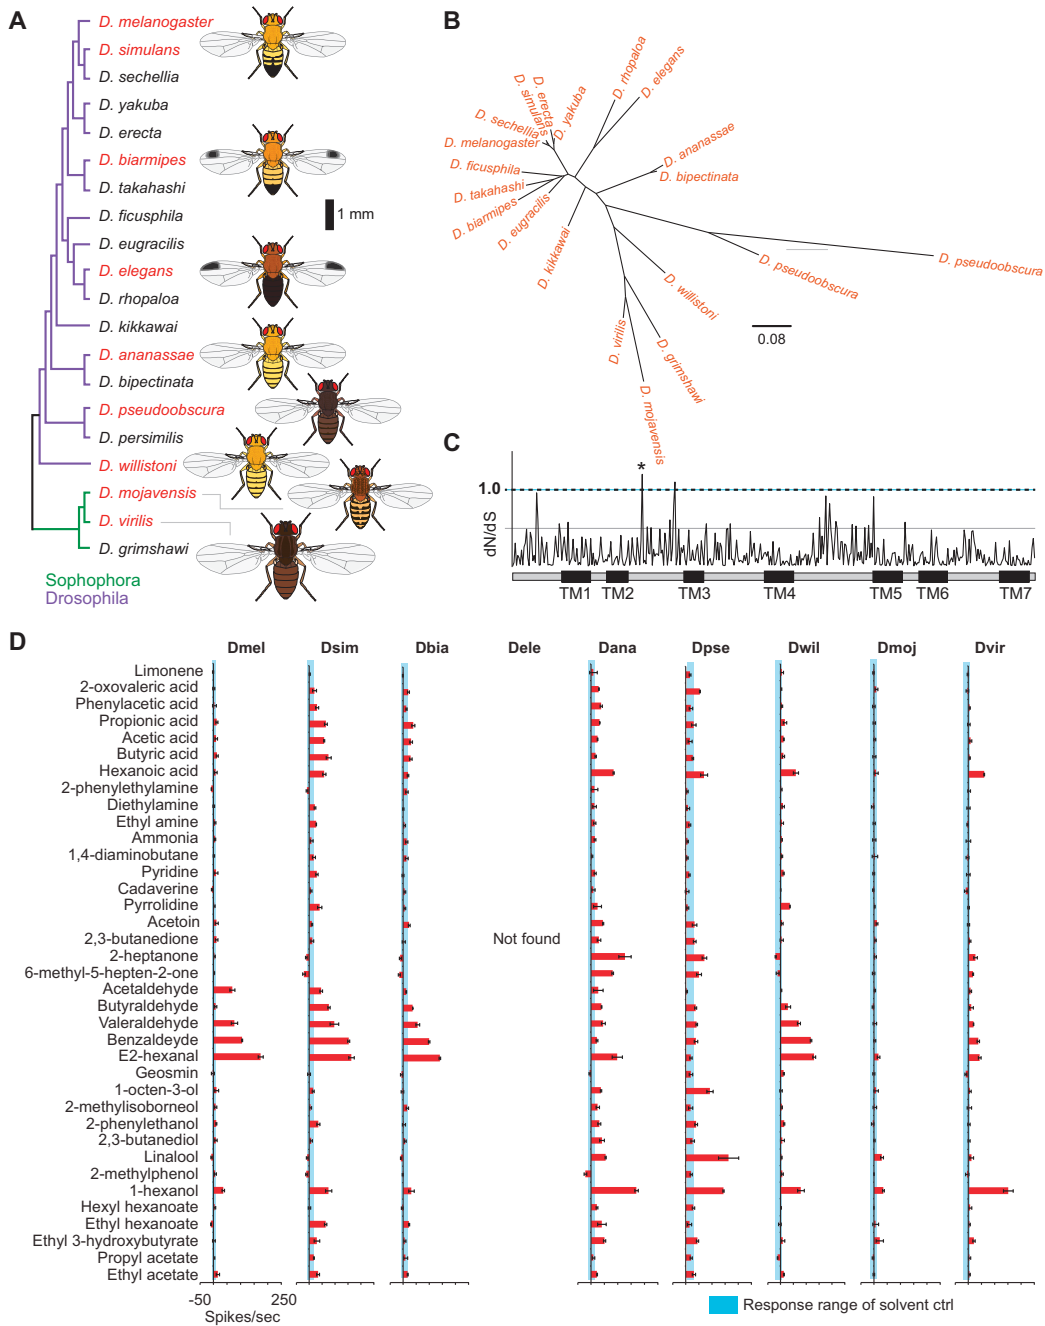 A
D. melanogaster
D. simulans
D. sechellia
D. yakuba
D. erecta
D. biarmipes
D. takahashi
D. ficusphila
D. eugracilis
D. elegans
D. rhopaloa
D. kikkawai
D. ananassae
D. bipectinata
D. pseudoobscura
D. persimilis
D. willistoni
D. mojavensis
D. virilis
D. grimshawi
1 mm
Sophophora
Drosophila
B
D. rhopaloa
D. elegans
D. yakuba
D. erecta
D. simulans
D. sechellia
D. melanogaster
D. ficusphila
D. takahashi
D. biarmipes
D. eugracilis
D. kikkawai
D. ananassae
D. bipectinata
D. pseudoobscura
D. pseudoobscura
D. willistoni
D. grimshawi
D. virilis
D. mojavensis
0.08
C
*
1.0
dN/ds
TM1 TM2 TM3 TM4 TM5 TM6 TM7
D
Dmel Dsim Dbia Dele Dana Dpse Dwil Dmoj Dvir
Limonene
2-oxovaleric acid
Phenylacetic acid
Propionic acid
Acetic acid
Butyric acid
Hexanoic acid
2-phenylethylamine
Diethylamine
Ethyl amine
Ammonia
1,4-diaminobutane
Pyridine
Cadaverine
Pyrrolidine
Acetoin
2,3-butanedione
2-heptanone
6-methyl-5-hepten-2-one
Acetaldehyde
Butyraldehyde
Valeraldehyde
Benzaldeyde
E2-hexanal
Geosmin
1-octen-3-ol
2-methylisoborneol
2-phenylethanol
2,3-butanediol
Linalool
2-methylphenol
1-hexanol
Hexyl hexanoate
Ethyl hexanoate
Ethyl 3-hydroxybutyrate
Propyl acetate
Ethyl acetate
Not found
-50 250
Spikes/sec
Response range of solvent ctrl